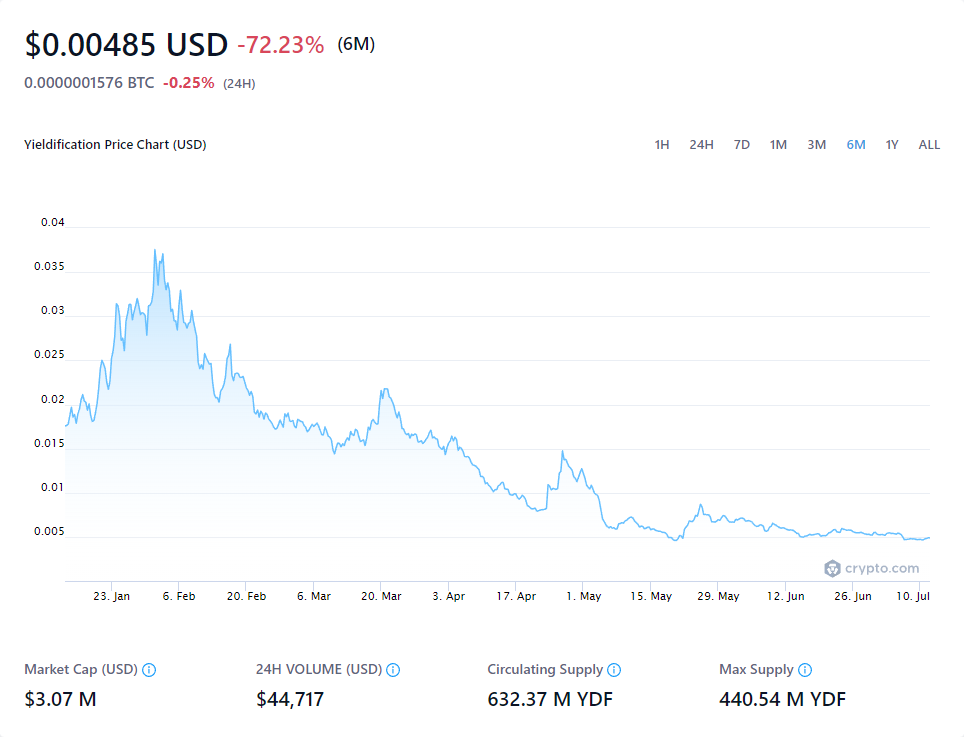 $0.00485 USD -72.23% (6M)
0.0000001576 BTC -0.25% (24H)
Yieldification Price Chart (USD)
1H 24H 7D 1M 3M 6M 1Y ALL
0.04
0.035
0.03
0.025
0.02
0.015
0.01
0.005
crypto.com
23. Jan 6. Feb 20. Feb 6. Mar 20. Mar 3. Apr 17. Apr 1. May 15. May 29. May 12. Jun 26. Jun 10. Jul
Market Cap (USD) 24H VOLUME (USD) Circulating Supply Max Supply
$3.07 M $44,717 632.37 M YDF 440.54 M YDF